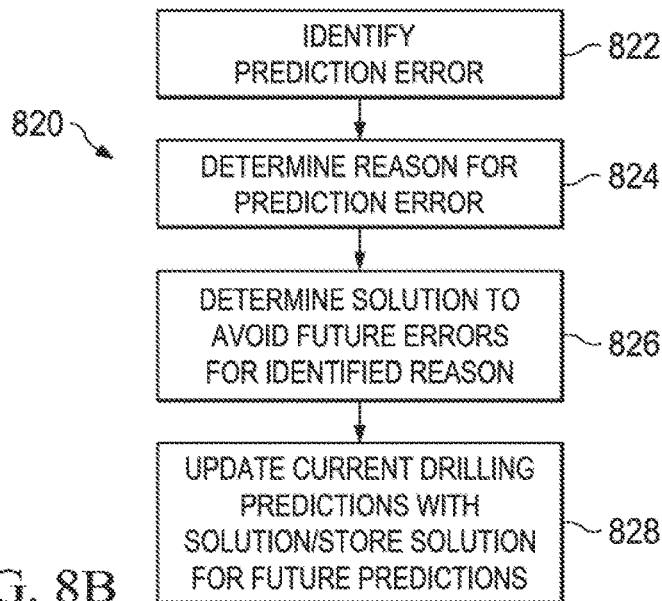 IDENTIFY
PREDICTION ERROR
822
820
DETERMINE REASON FOR
PREDICTION ERROR
824
DETERMINE SOLUTION TO
AVOID FUTURE ERRORS
FOR IDENTIFIED REASON
826
UPDATE CURRENT DRILLING
PREDICTIONS WITH
SOLUTION/STORE SOLUTION
FOR FUTURE PREDICTIONS
828
G. 8B